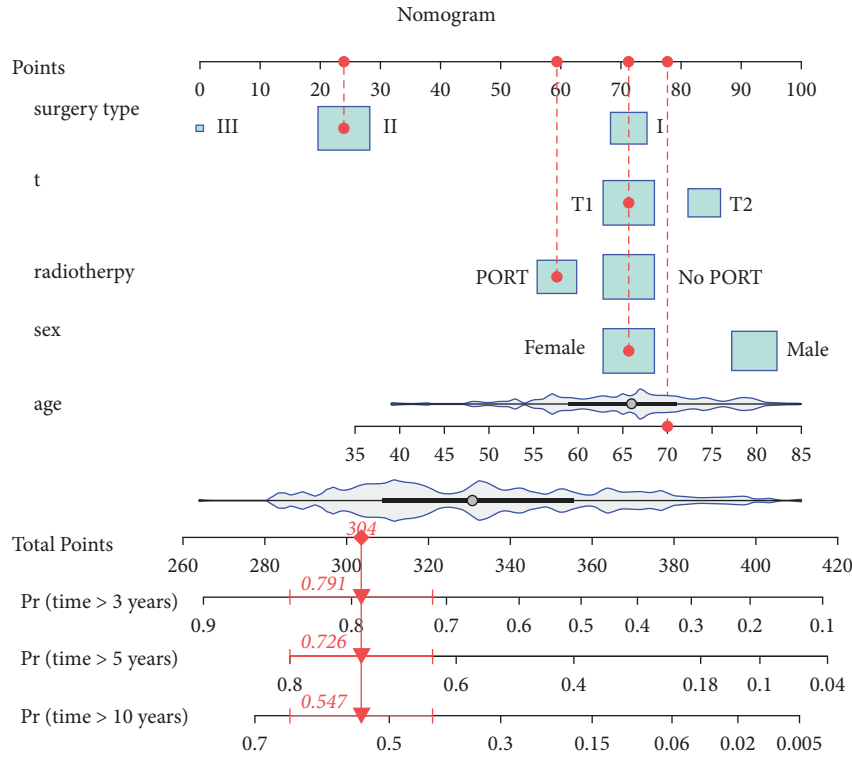 Nomogram
Points
0 10 20 30 40 50 60 70 80 90 100
surgery type
III II I
t
T1 T2
radiotherpy
PORT No PORT
sex
Female Male
age
35 40 45 50 55 60 65 70 75 80 85
304
Total Points
260 280 300 320 340 360 380 400 420
0.791
Pr (time > 3 years)
0.9 0.8 0.7 0.6 0.5 0.4 0.3 0.2 0.1
0.726
Pr (time > 5 years)
0.8 0.6 0.4 0.18 0.1 0.04
0.547
Pr (time > 10 years)
0.7 0.5 0.3 0.15 0.06 0.02 0.005